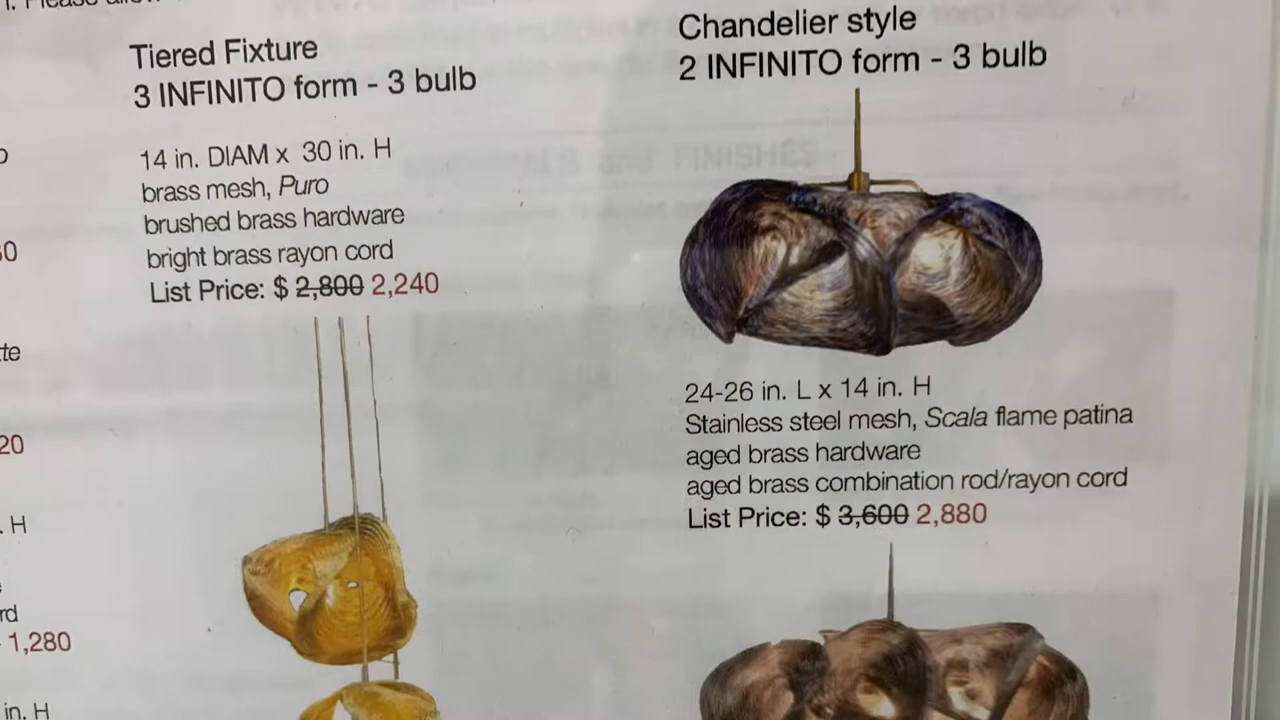 Tiered Fixture
3 INFINITO form - 3 bulb
14 in. DIAM x 30 in. H
brass mesh, Puro
brushed brass hardware
bright brass rayon cord
List Price: $ 2,800 2,240
Chandelier style
2 INFINITO form - 3 bulb
24-26 in. L x 14 in. H
Stainless steel mesh, Scala flame patina
aged brass hardware
aged brass combination rod/rayon cord
List Price: $ 3,600 2,880
. H
1,280
in. H